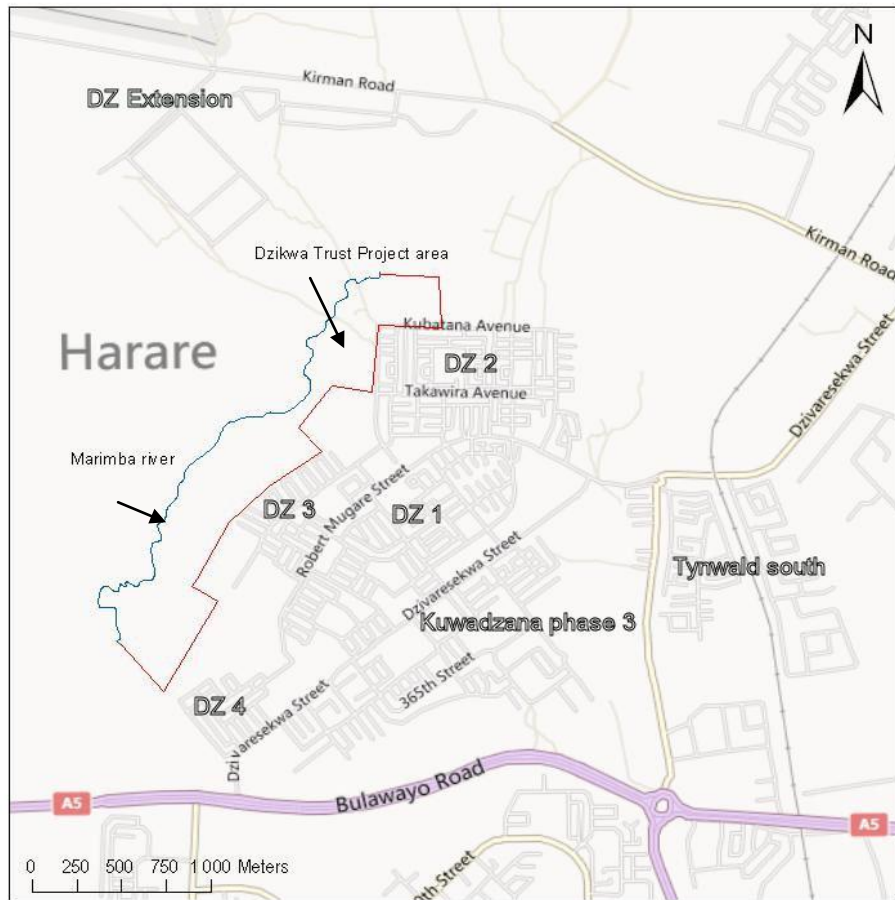 N
Kirman Road
DZ Extension
Kirman Road
Dzikwa Trust Project area
Kubatana Avenue
Harare
DZ 2
Takawira Avenue
Dzivaresekwa Street
Marimba river
Robert Mugare Street
DZ 3
DZ 1
Dzivaresekwa Street
Tynwald south
Kuwadzana phase 3
365th Street
DZ 4
Dzivaresekwa Street
Bulawayo Road
A5
A5
0 250 500 750 1 000 Meters